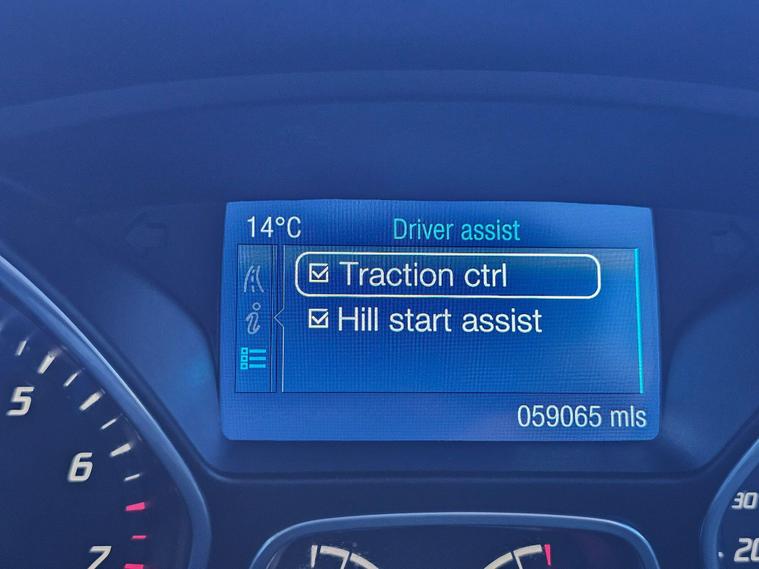 14°C Driver assist
Traction ctrl
Hill start assist
059065 mls
5
6
7
30
20